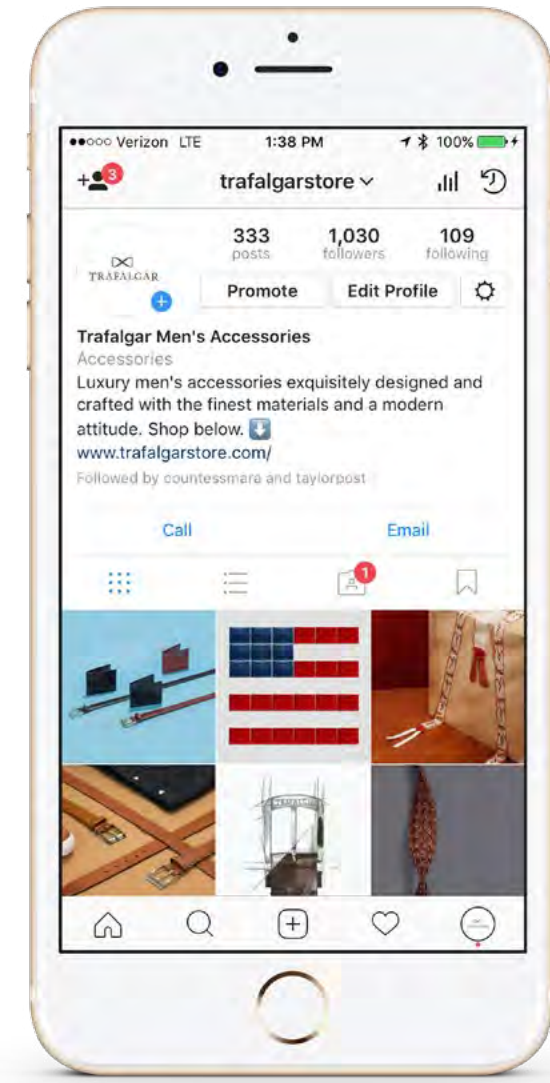 Verizon LTE 1:38 PM 100%
3
trafalgarstore
333 1,030 109
posts followers following
TRAFALGAR
Promote Edit Profile
Trafalgar Men's Accessories
Accessories
Luxury men's accessories exquisitely designed and
crafted with the finest materials and a modern
attitude. Shop below. ⬇️
www.trafalgarstore.com/
Followed by countessmara and taylorpost
Call Email
1
TRAFALGAR